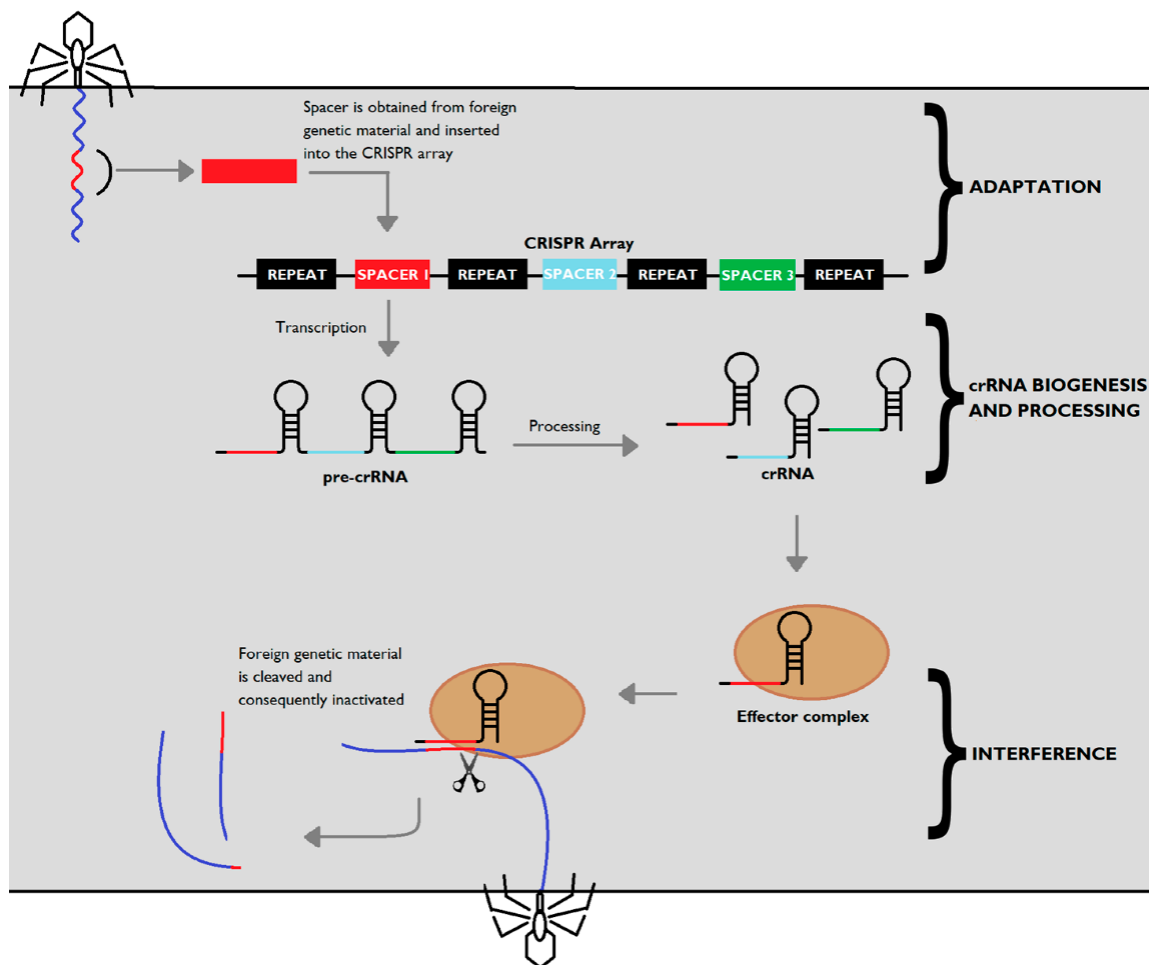 Spacer is obtained from foreign
genetic material and inserted
into the CRISPR array
ADAPTATION
CRISPR Array
REPEAT SPACER 1 REPEAT SPACER 2 REPEAT SPACER 3 REPEAT
Transcription
crRNA BIOGENESIS
AND PROCESSING
Processing
pre-crRNA
crRNA
Foreign genetic material
is cleaved and
consequently inactivated
Effector complex
INTERFERENCE